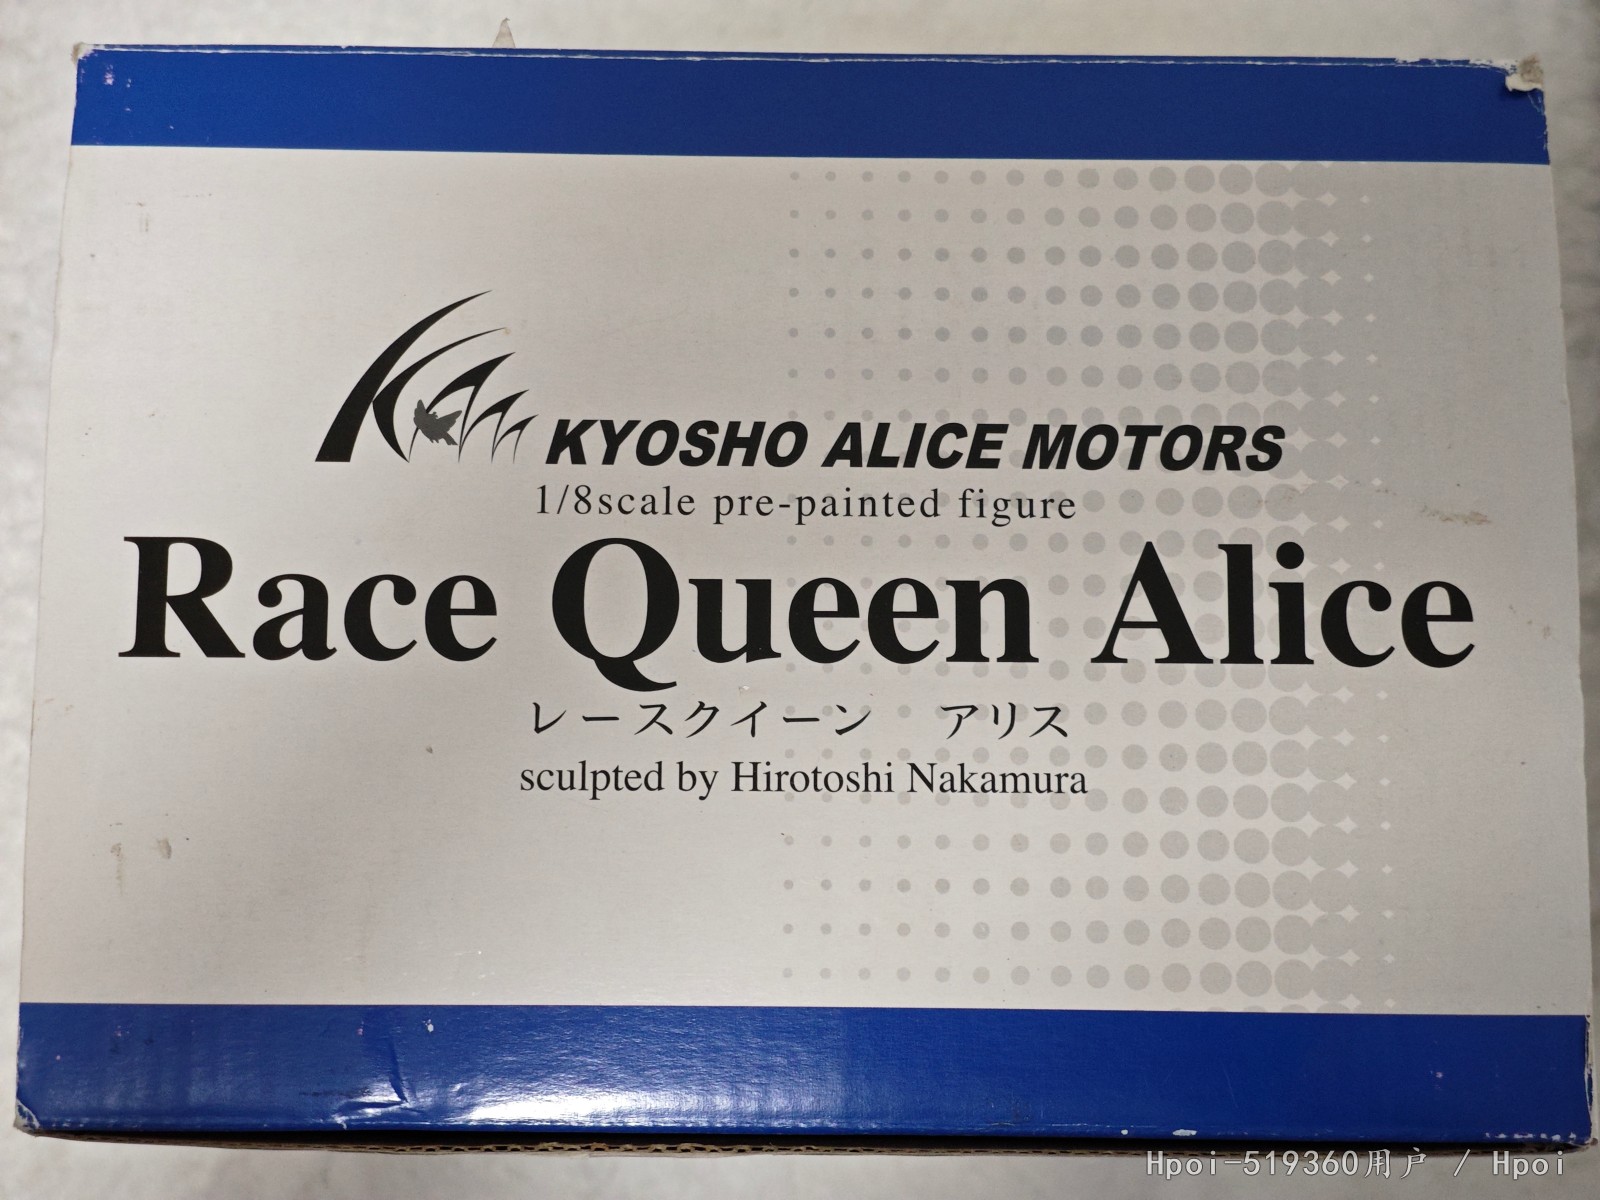 KAM
KYOSHO ALICE MOTORS
1/8scale pre-painted figure
Race Queen Alice
レースクイーン　アリス
sculpted by Hirotoshi Nakamura
Hpoi-519360用户 / Hpoi